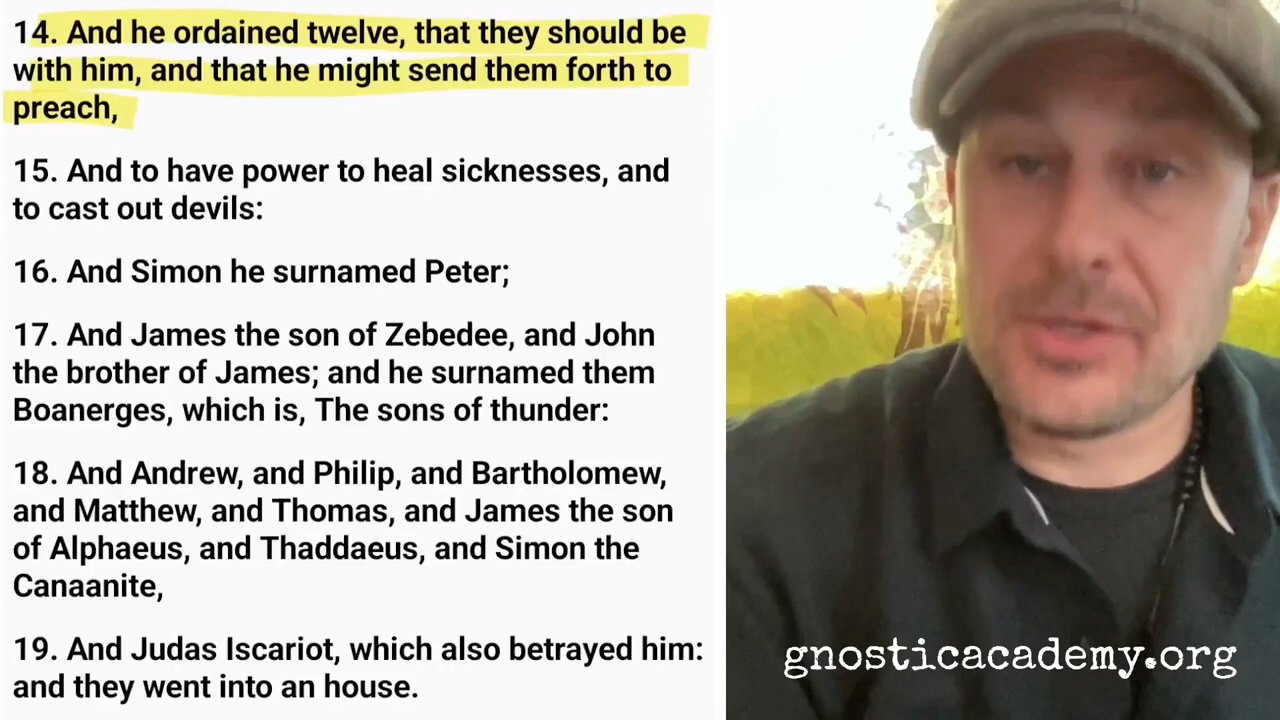 14. And he ordained twelve, that they should be
with him, and that he might send them forth to
preach,
15. And to have power to heal sicknesses, and
to cast out devils:
16. And Simon he surnamed Peter;
17. And James the son of Zebedee, and John
the brother of James; and he surnamed them
Boanerges, which is, The sons of thunder:
18. And Andrew, and Philip, and Bartholomew,
and Matthew, and Thomas, and James the son
of Alphaeus, and Thaddaeus, and Simon the
Canaanite,
19. And Judas Iscariot, which also betrayed him:
and they went into an house.
gnosticacademy.org